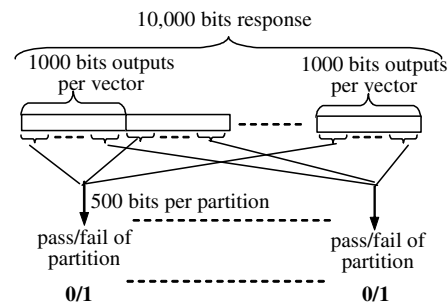 10,000 bits response
1000 bits outputs
per vector
1000 bits outputs
per vector
500 bits per partition
pass/fail of
partition
pass/fail of
partition
0/1
0/1